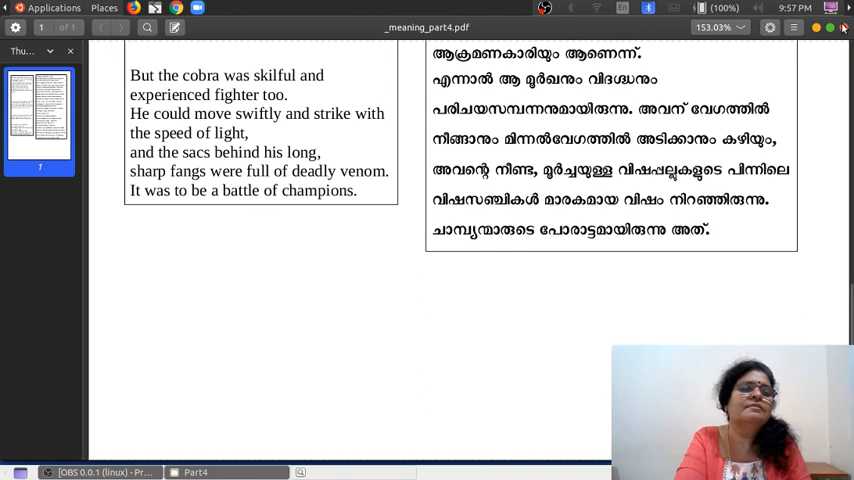 Applications Places En (100%) 9:57 PM
1 of 1 _meaning_part4.pdf 153.03%
Thu...
1
But the cobra was skilful and
experienced fighter too.
He could move swiftly and strike with
the speed of light,
and the sacs behind his long,
sharp fangs were full of deadly venom.
It was to be a battle of champions.
ആക്രമണകാരിയും ആണെന്ന്.
എന്നാൽ ആ മൂർഖനും വിദഗ്ദ്ധനും
പരിചയസമ്പന്നനുമായിരുന്നു. അവന് വേഗത്തിൽ
നീങ്ങാനും മിന്നൽവേഗത്തിൽ അടിക്കാനും കഴിയും,
അവന്റെ നീണ്ട, മൂർച്ചയുള്ള വിഷപ്പല്ലുകളുടെ പിന്നിലെ
വിഷസഞ്ചികൾ മാരകമായ വിഷം നിറഞ്ഞിരുന്നു.
ചാമ്പ്യന്മാരുടെ പോരാട്ടമായിരുന്നു അത്.
[OBS 0.0.1 (linux) - Pr... Part4